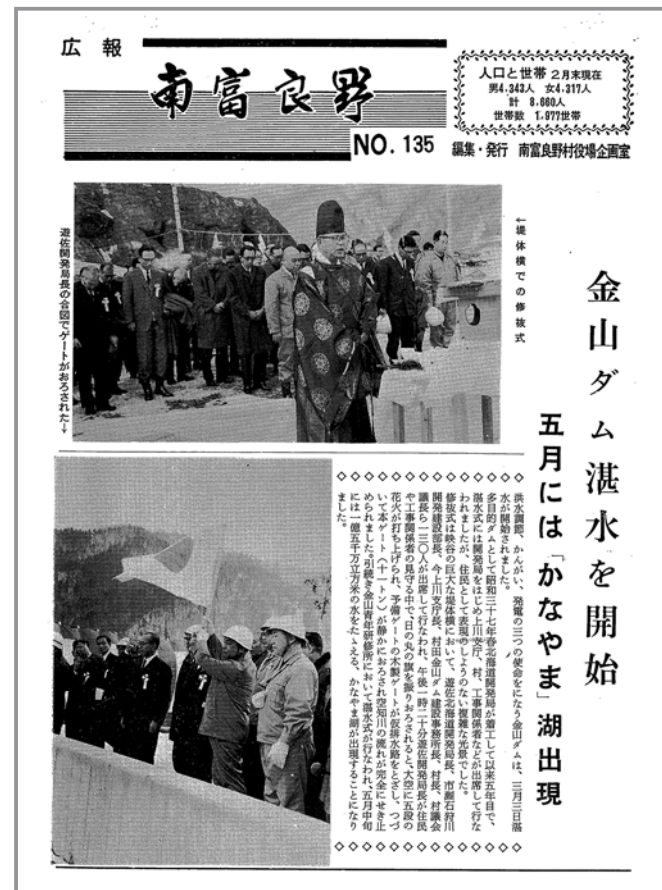 広報
南富良野
NO. 135
人口と世帯 2月末現在
男4,343人 女4,317人
計 8,660人
世帯数 1,977世帯
編集・発行 南富良野村役場企画室
金山ダム湛水を開始
五月には「かなやま」湖出現
←堤体横での修祓式
遊佐開発局長の合図でゲートがおろされた→
洪水調節、かんがい、発電の三つの使命をになう金山ダムは、三月三日湛
水が開始されました。
多目的ダムとして昭和三十七年春北海道開発局が着工して以来五年目で、
湛水式には開発局をはじめ上川支庁、村、工事関係者などが出席して行な
われましたが、住民として表現のしようのない複雑な光景でした。
修祓式は峡谷の巨大な堤体横において、遊佐北海道開発局長、市瀬石狩川
開発建設部長、今上川支庁長、村田金山ダム建設事務所長、村長、村議会
議長ら一三〇人が出席して行なわれ、午後一時二十分遊佐開発局長が住民
や工事関係者の見守る中で、日の丸の旗を振りおろされると、大空に五段の
花火が打ち上げられ、予備ゲートの木製ゲートが仮排水路をとざし、つづ
いて本ゲート(十一トン)が静かにおろされ空知川の流れが完全にせき止
められました。引続き金山青年研修所において湛水式が行なわれ、五月中旬
には一億五千万立方米の水をたゝえる、かなやま湖が出現することになり
ました。